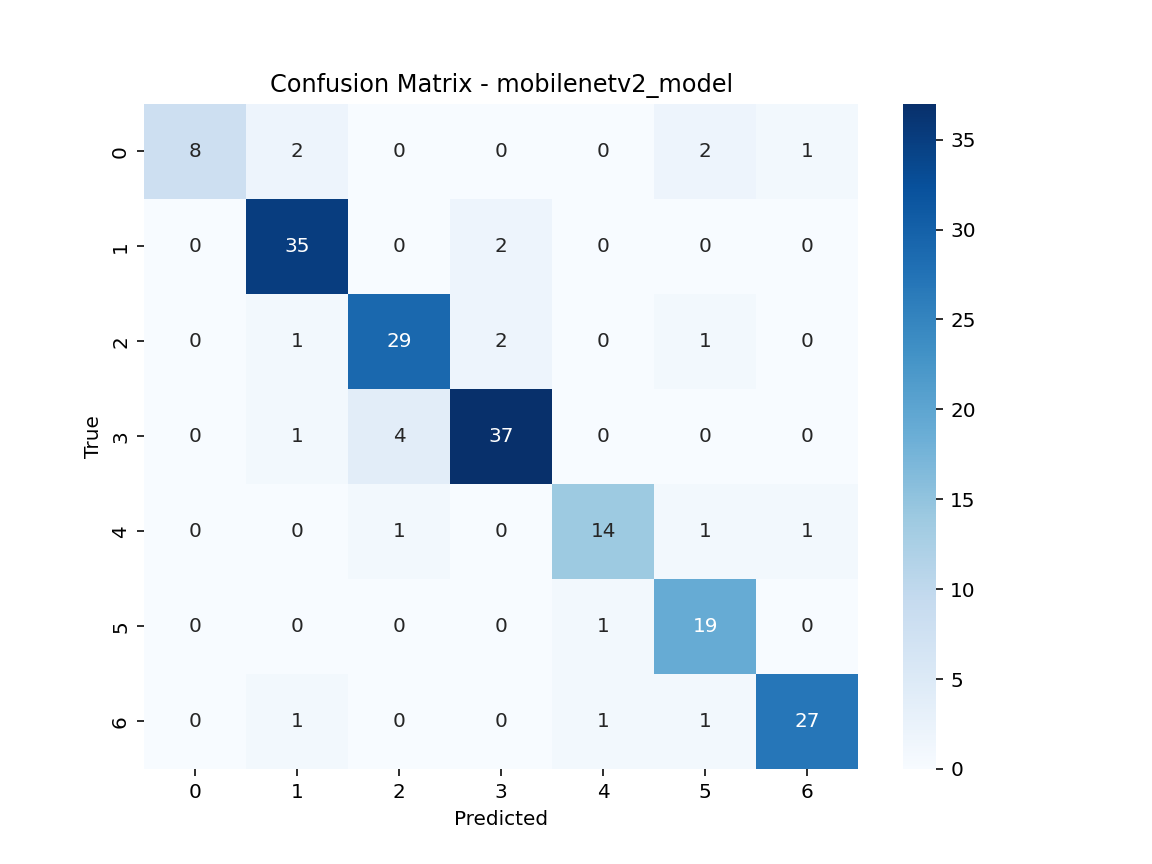 Confusion Matrix - mobilenetv2_model
0 8 2 0 0 0 2 1
1 0 35 0 2 0 0 0
2 0 1 29 2 0 1 0
3 0 1 4 37 0 0 0
4 0 0 1 0 14 1 1
5 0 0 0 0 1 19 0
6 0 1 0 0 1 1 27
0 1 2 3 4 5 6
Predicted
True
35
30
25
20
15
10
5
0